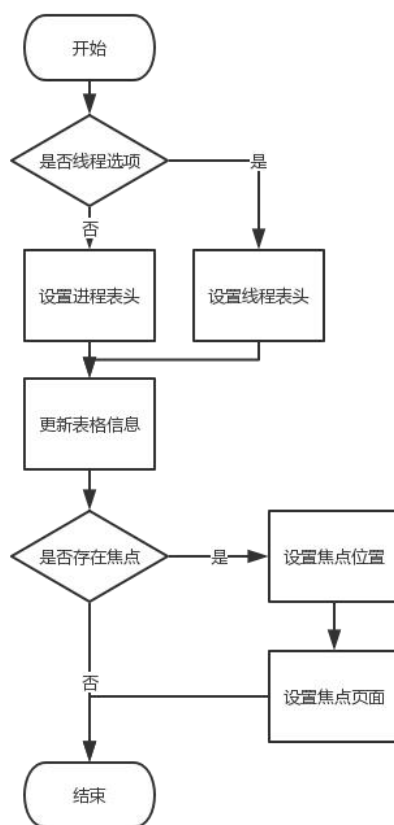 开始
是否线程选项
是
否
设置进程表头
设置线程表头
更新表格信息
是否存在焦点
是
设置焦点位置
否
设置焦点页面
结束